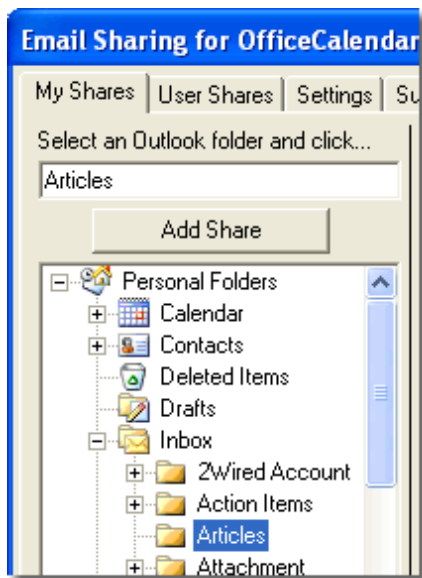 Email Sharing for OfficeCalendar
My Shares User Shares Settings Su
Select an Outlook folder and click...
Articles
Add Share
Personal Folders
Calendar
Contacts
Deleted Items
Drafts
Inbox
2Wired Account
Action Items
Articles
Attachment